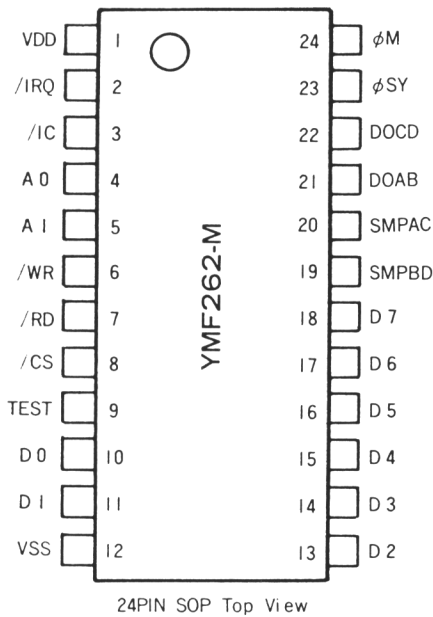 VDD 1 24 φM
/IRQ 2 23 φSY
/IC 3 22 DOCD
A0 4 21 DOAB
A1 5 20 SMPAC
/WR 6 19 SMPBD
/RD 7 18 D7
/CS 8 17 D6
TEST 9 16 D5
D0 10 15 D4
D1 11 14 D3
VSS 12 13 D2
YMF262-M
24PIN SOP Top View